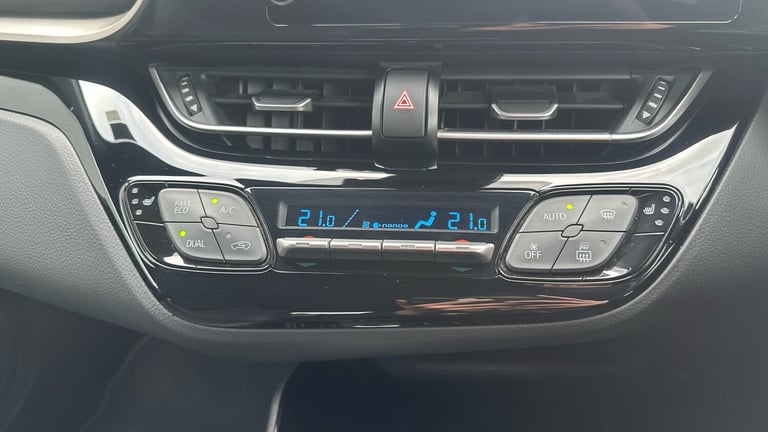 FAST
ECO
A/C
DUAL
21.0
nanoe
21.0
AUTO
OFF